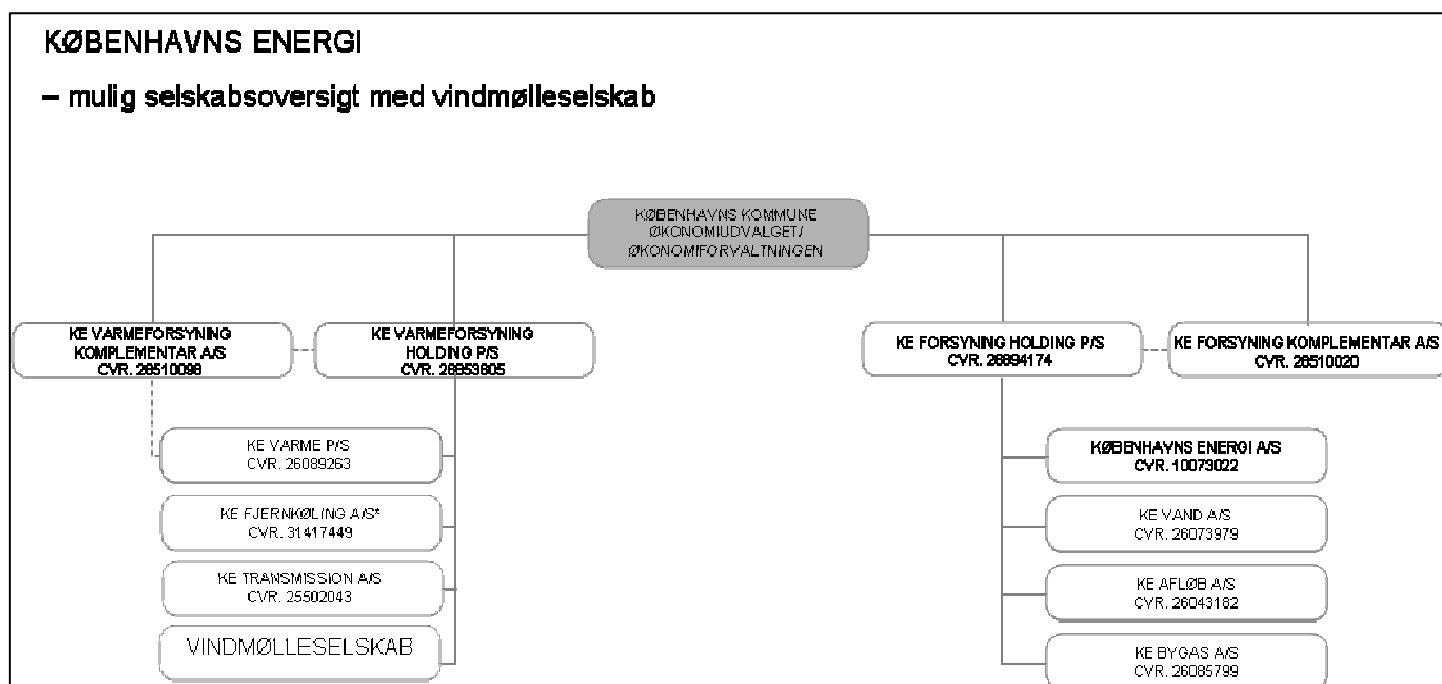 KØBENHAVNS ENERGI
– mulig selskabsoversigt med vindmølleselskab
KØBENHAVNS KOMMUNE
ØKONOMIUDVALGET/
ØKONOMIFORVALTNINGEN
KE VARMEFORSYNING
KOMPLEMENTAR A/S
CVR. 26510098
KE VARMEFORSYNING
HOLDING P/S
CVR. 26853805
KE FORSYNING HOLDING P/S
CVR. 26894174
KE FORSYNING KOMPLEMENTAR A/S
CVR. 26510020
KE VARME P/S
CVR. 26089263
KE FJERNKØLING A/S*
CVR. 31417449
KE TRANSMISSION A/S
CVR. 25502043
VINDMØLLESELSKAB
KØBENHAVNS ENERGI A/S
CVR. 10073022
KE VAND A/S
CVR. 26073979
KE AFLØB A/S
CVR. 26043182
KE BYGAS A/S
CVR. 26085799